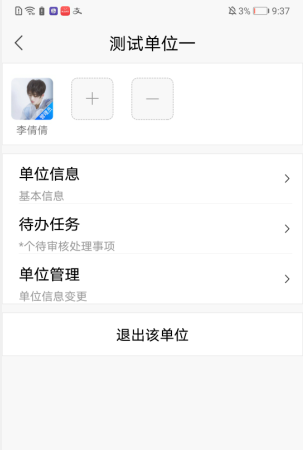 3% 9:37
测试单位一
李倩倩
单位信息
基本信息
待办任务
*个待审核处理事项
单位管理
单位信息变更
退出该单位